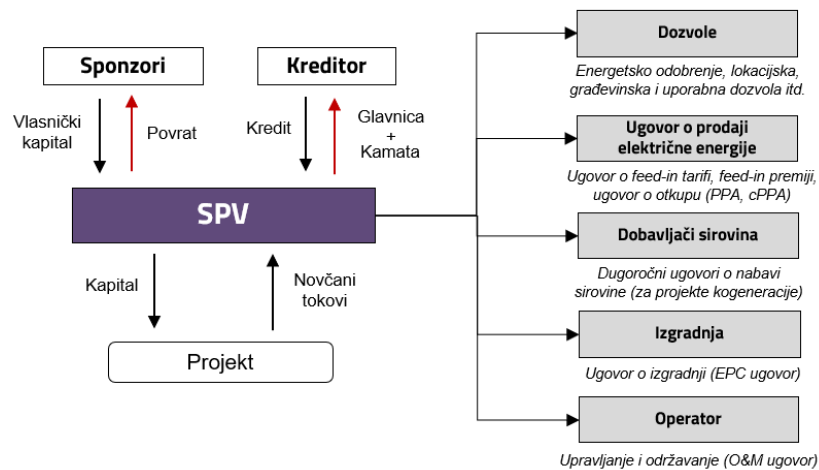 Sponzori
Kreditor
Vlasnički
kapital
Povrat
Kredit
Glavnica
+
Kamata
SPV
Kapital
Novčani
tokovi
Projekt
Dozvole
Energetsko odobrenje, lokacijska,
građevinska i uporabna dozvola itd.
Ugovor o prodaji
električne energije
Ugovor o feed-in tarifi, feed-in premiji,
ugovor o otkupu (PPA, cPPA)
Dobavljači sirovina
Dugoročni ugovori o nabavi
sirovine (za projekte kogeneracije)
Izgradnja
Ugovor o izgradnji (EPC ugovor)
Operator
Upravljanje i održavanje (O&M ugovor)